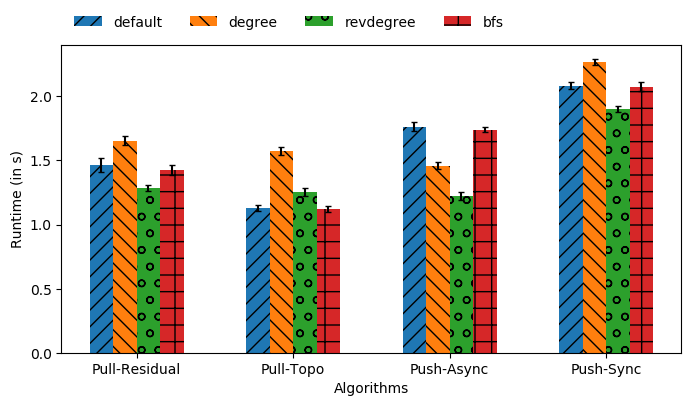 default degree revdegree bfs
Runtime (in s)
2.0
1.5
1.0
0.5
0.0
Pull-Residual Pull-Topo Push-Async Push-Sync
Algorithms